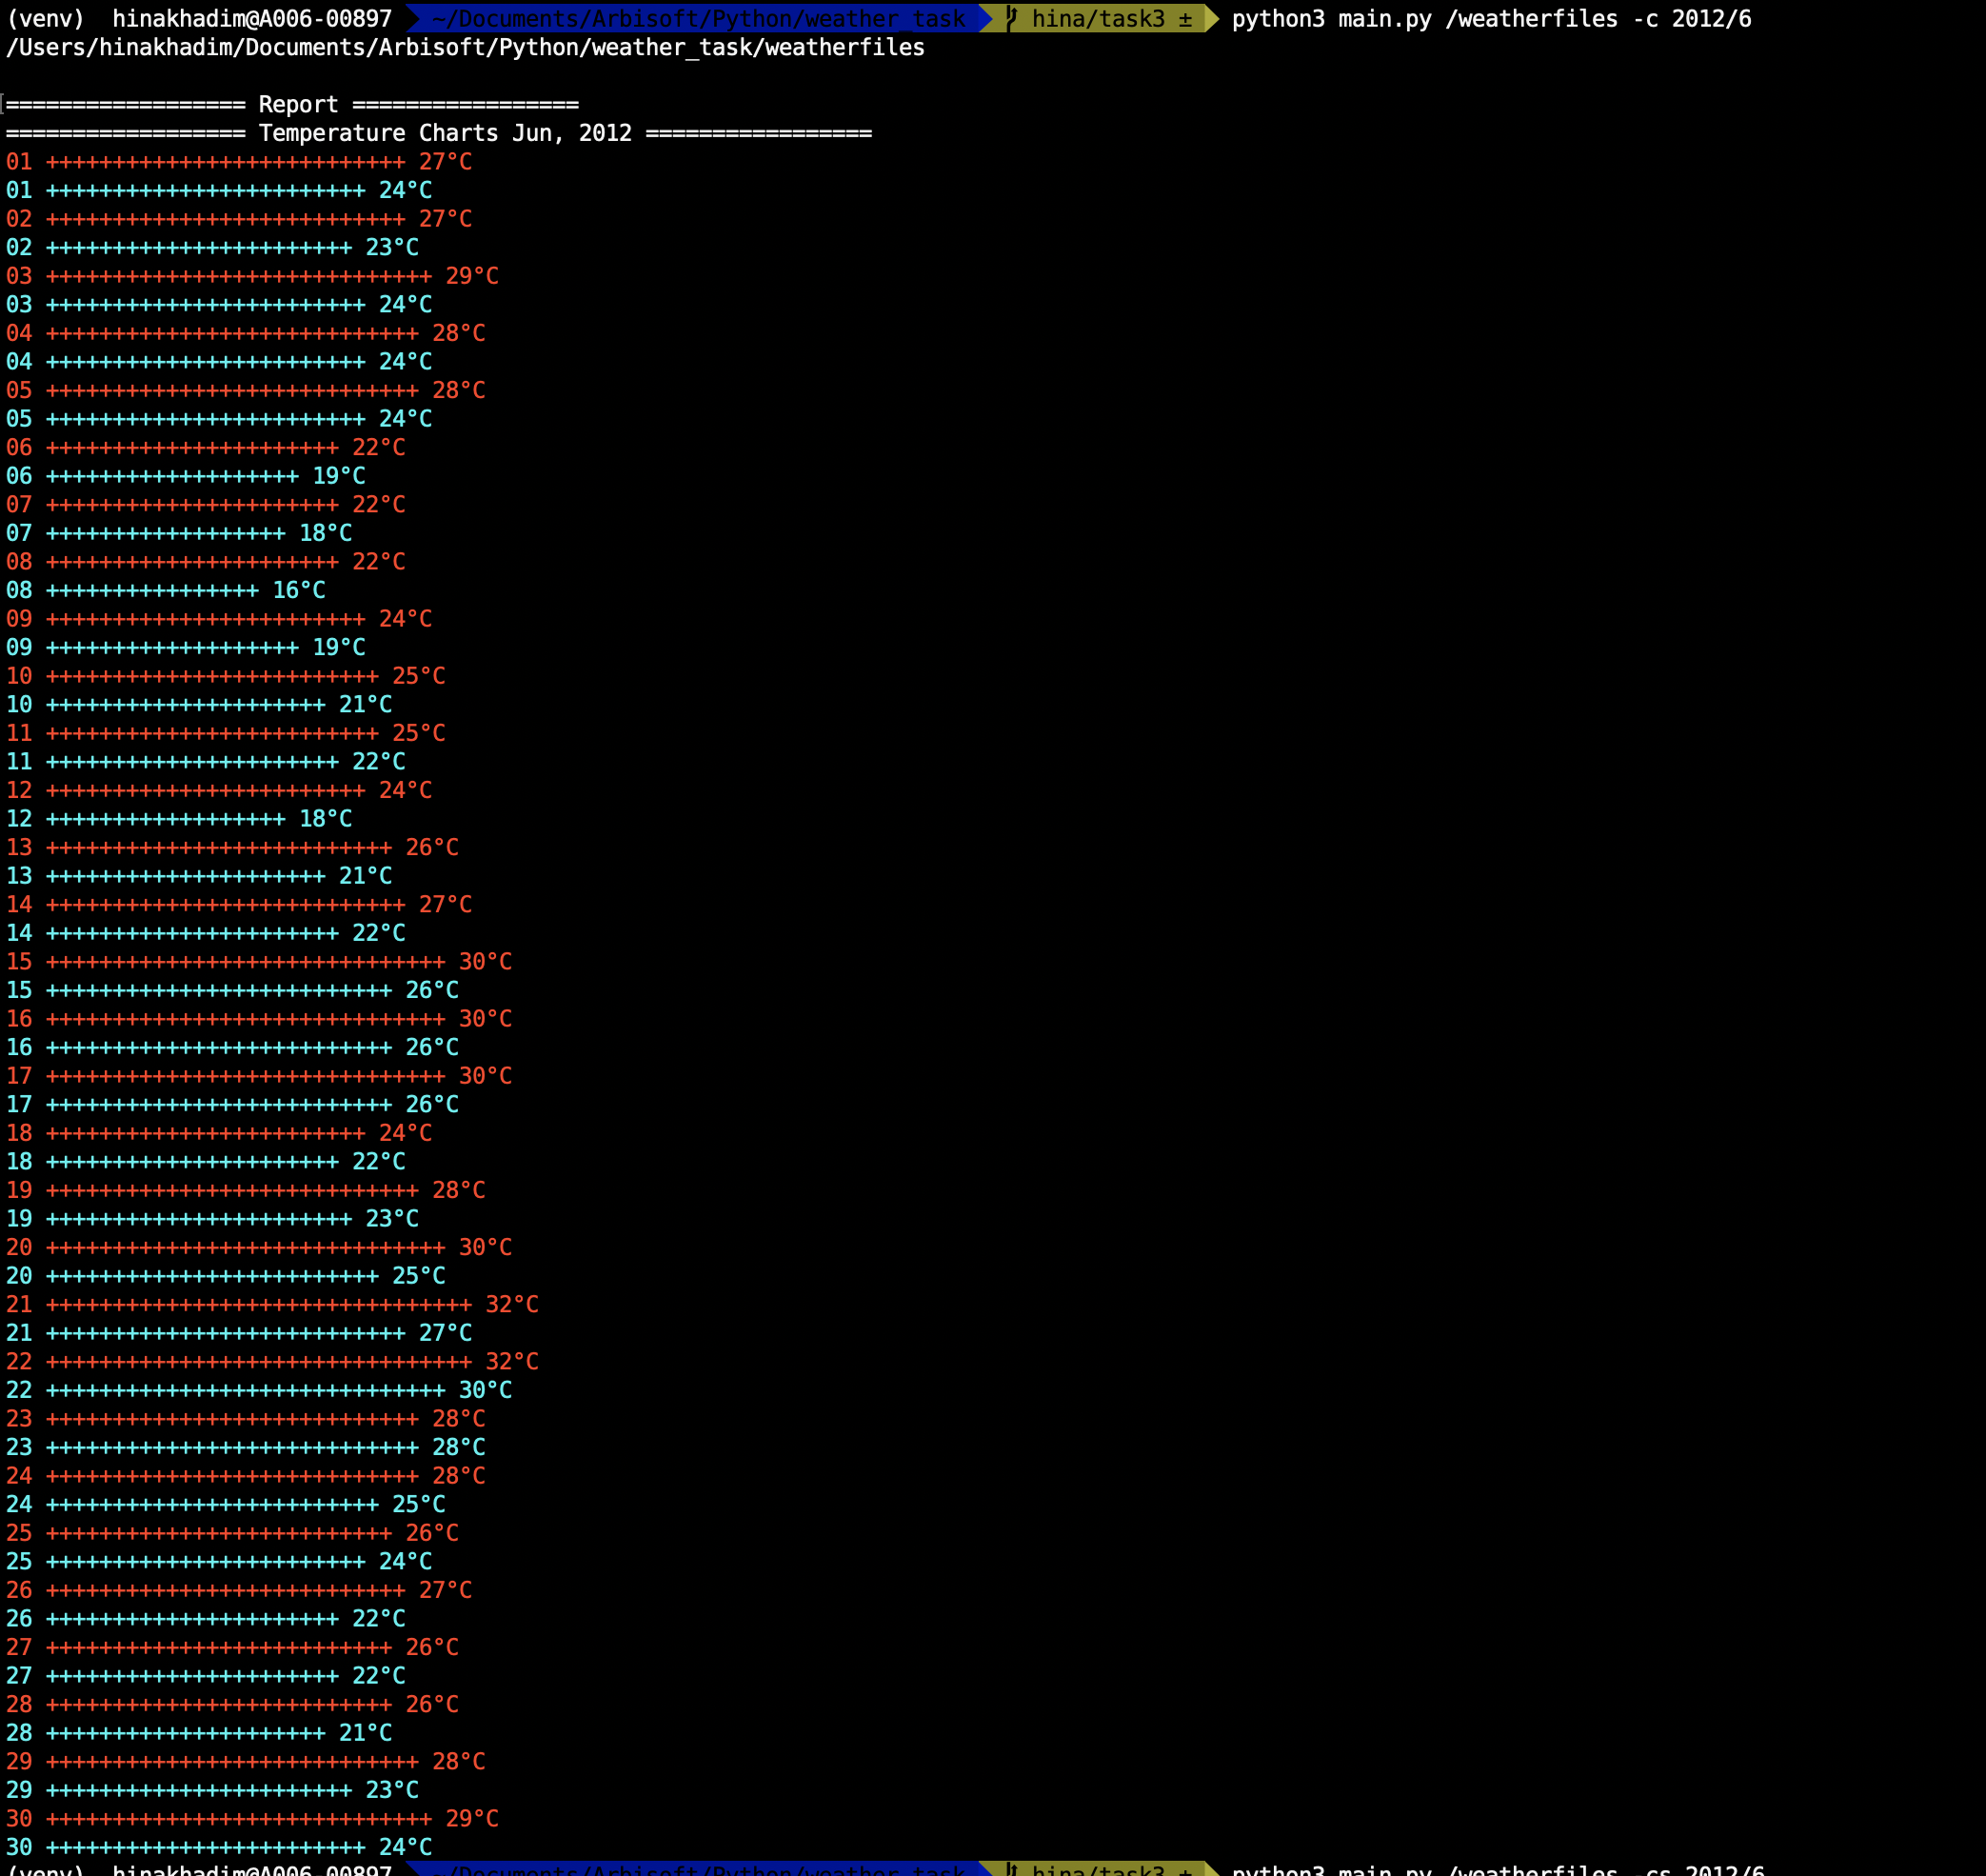 (venv)  hinakhadim@A006-00897  ~/Documents/Arbisoft/Python/weather_task  hina/task3 ±  python3 main.py /weatherfiles -c 2012/6
/Users/hinakhadim/Documents/Arbisoft/Python/weather_task/weatherfiles
================== Report =================
================== Temperature Charts Jun, 2012 =================
01 +++++++++++++++++++++++++++ 27°C
01 ++++++++++++++++++++++++ 24°C
02 +++++++++++++++++++++++++++ 27°C
02 +++++++++++++++++++++++ 23°C
03 +++++++++++++++++++++++++++++ 29°C
03 ++++++++++++++++++++++++ 24°C
04 ++++++++++++++++++++++++++++ 28°C
04 ++++++++++++++++++++++++ 24°C
05 ++++++++++++++++++++++++++++ 28°C
05 ++++++++++++++++++++++++ 24°C
06 ++++++++++++++++++++++ 22°C
06 +++++++++++++++++++ 19°C
07 ++++++++++++++++++++++ 22°C
07 ++++++++++++++++++ 18°C
08 ++++++++++++++++++++++ 22°C
08 ++++++++++++++++ 16°C
09 ++++++++++++++++++++++++ 24°C
09 +++++++++++++++++++ 19°C
10 +++++++++++++++++++++++++ 25°C
10 +++++++++++++++++++++ 21°C
11 +++++++++++++++++++++++++ 25°C
11 ++++++++++++++++++++++ 22°C
12 ++++++++++++++++++++++++ 24°C
12 ++++++++++++++++++ 18°C
13 ++++++++++++++++++++++++++ 26°C
13 +++++++++++++++++++++ 21°C
14 +++++++++++++++++++++++++++ 27°C
14 ++++++++++++++++++++++ 22°C
15 ++++++++++++++++++++++++++++++ 30°C
15 ++++++++++++++++++++++++++ 26°C
16 ++++++++++++++++++++++++++++++ 30°C
16 ++++++++++++++++++++++++++ 26°C
17 ++++++++++++++++++++++++++++++ 30°C
17 ++++++++++++++++++++++++++ 26°C
18 ++++++++++++++++++++++++ 24°C
18 ++++++++++++++++++++++ 22°C
19 ++++++++++++++++++++++++++++ 28°C
19 +++++++++++++++++++++++ 23°C
20 ++++++++++++++++++++++++++++++ 30°C
20 +++++++++++++++++++++++++ 25°C
21 ++++++++++++++++++++++++++++++++ 32°C
21 +++++++++++++++++++++++++++ 27°C
22 ++++++++++++++++++++++++++++++++ 32°C
22 ++++++++++++++++++++++++++++++ 30°C
23 ++++++++++++++++++++++++++++ 28°C
23 ++++++++++++++++++++++++++++ 28°C
24 ++++++++++++++++++++++++++++ 28°C
24 +++++++++++++++++++++++++ 25°C
25 ++++++++++++++++++++++++++ 26°C
25 ++++++++++++++++++++++++ 24°C
26 +++++++++++++++++++++++++++ 27°C
26 ++++++++++++++++++++++ 22°C
27 ++++++++++++++++++++++++++ 26°C
27 ++++++++++++++++++++++ 22°C
28 ++++++++++++++++++++++++++ 26°C
28 +++++++++++++++++++++ 21°C
29 ++++++++++++++++++++++++++++ 28°C
29 +++++++++++++++++++++++ 23°C
30 +++++++++++++++++++++++++++++ 29°C
30 ++++++++++++++++++++++++ 24°C
(venv)  hinakhadim@A006-00897  ~/Documents/Arbisoft/Python/weather_task  hina/task3 ±  python3 main.py /weatherfiles -cs 2012/6